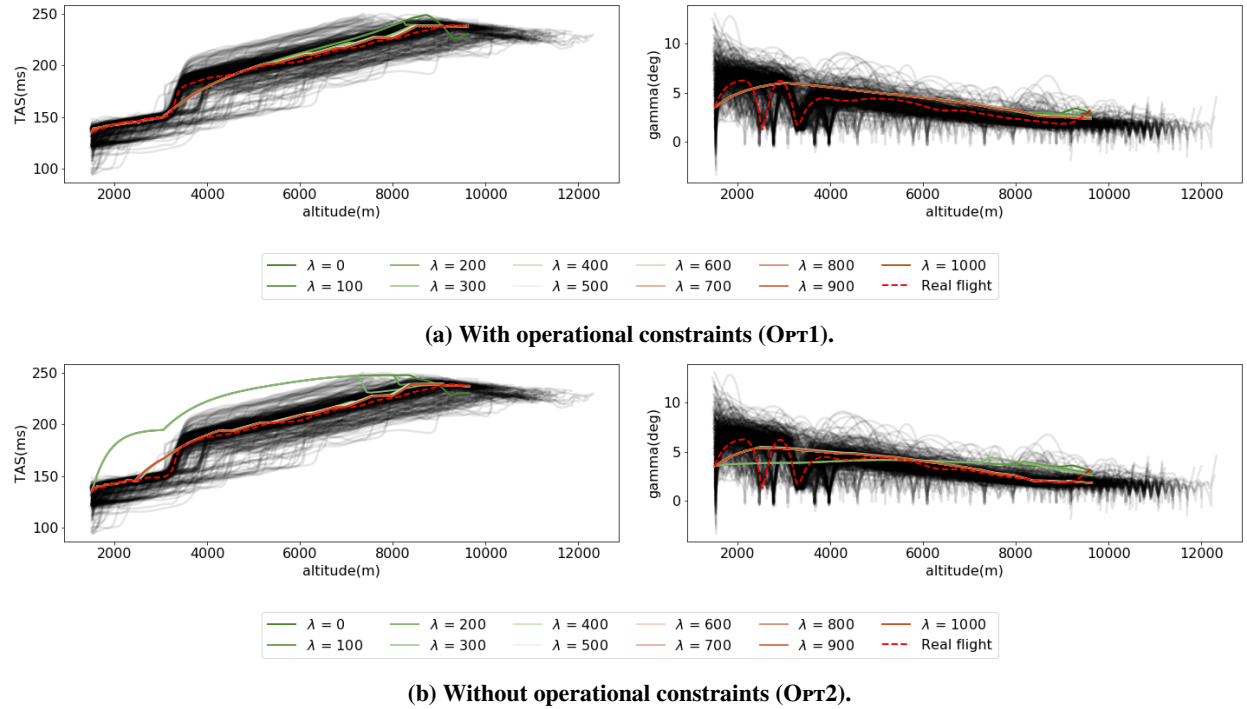 250
200
150
100
TAS(ms)
2000 4000 6000 8000 10000 12000
altitude(m)
10
5
0
gamma(deg)
2000 4000 6000 8000 10000 12000
altitude(m)
λ = 0 λ = 200 λ = 400 λ = 600 λ = 800 λ = 1000
λ = 100 λ = 300 λ = 500 λ = 700 λ = 900 Real flight
(a) With operational constraints (Opt1).
250
200
150
100
TAS(ms)
2000 4000 6000 8000 10000 12000
altitude(m)
10
5
0
gamma(deg)
2000 4000 6000 8000 10000 12000
altitude(m)
λ = 0 λ = 200 λ = 400 λ = 600 λ = 800 λ = 1000
λ = 100 λ = 300 λ = 500 λ = 700 λ = 900 Real flight
(b) Without operational constraints (Opt2).